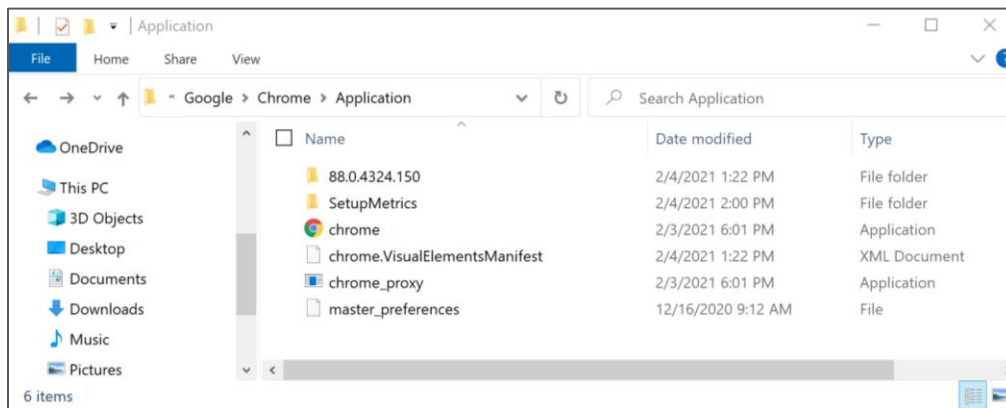 Application
File Home Share View
Google Chrome Application Search Application
OneDrive
This PC
3D Objects
Desktop
Documents
Downloads
Music
Pictures
Name Date modified Type
88.0.4324.150 2/4/2021 1:22 PM File folder
SetupMetrics 2/4/2021 2:00 PM File folder
chrome 2/3/2021 6:01 PM Application
chrome.VisualElementsManifest 2/4/2021 1:22 PM XML Document
chrome_proxy 2/3/2021 6:01 PM Application
master_preferences 12/16/2020 9:12 AM File
6 items